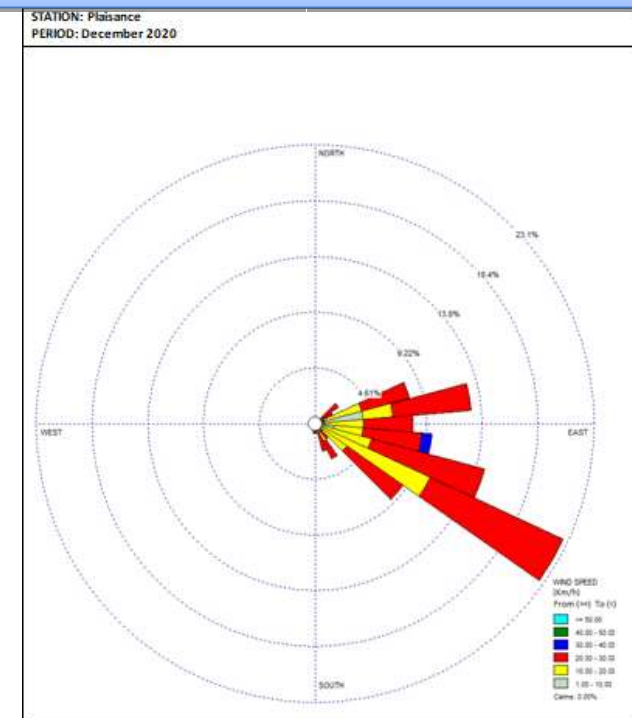 STATION: Plaisance
PERIOD: December 2020
NORTH
23.1%
18.4%
13.8%
9.22%
4.61%
WEST
EAST
SOUTH
WIND SPEED
(Km/h)
From (>=) To (<)
>= 50.00
40.00 - 50.00
30.00 - 40.00
20.00 - 30.00
10.00 - 20.00
1.00 - 10.00
Calms: 0.00%